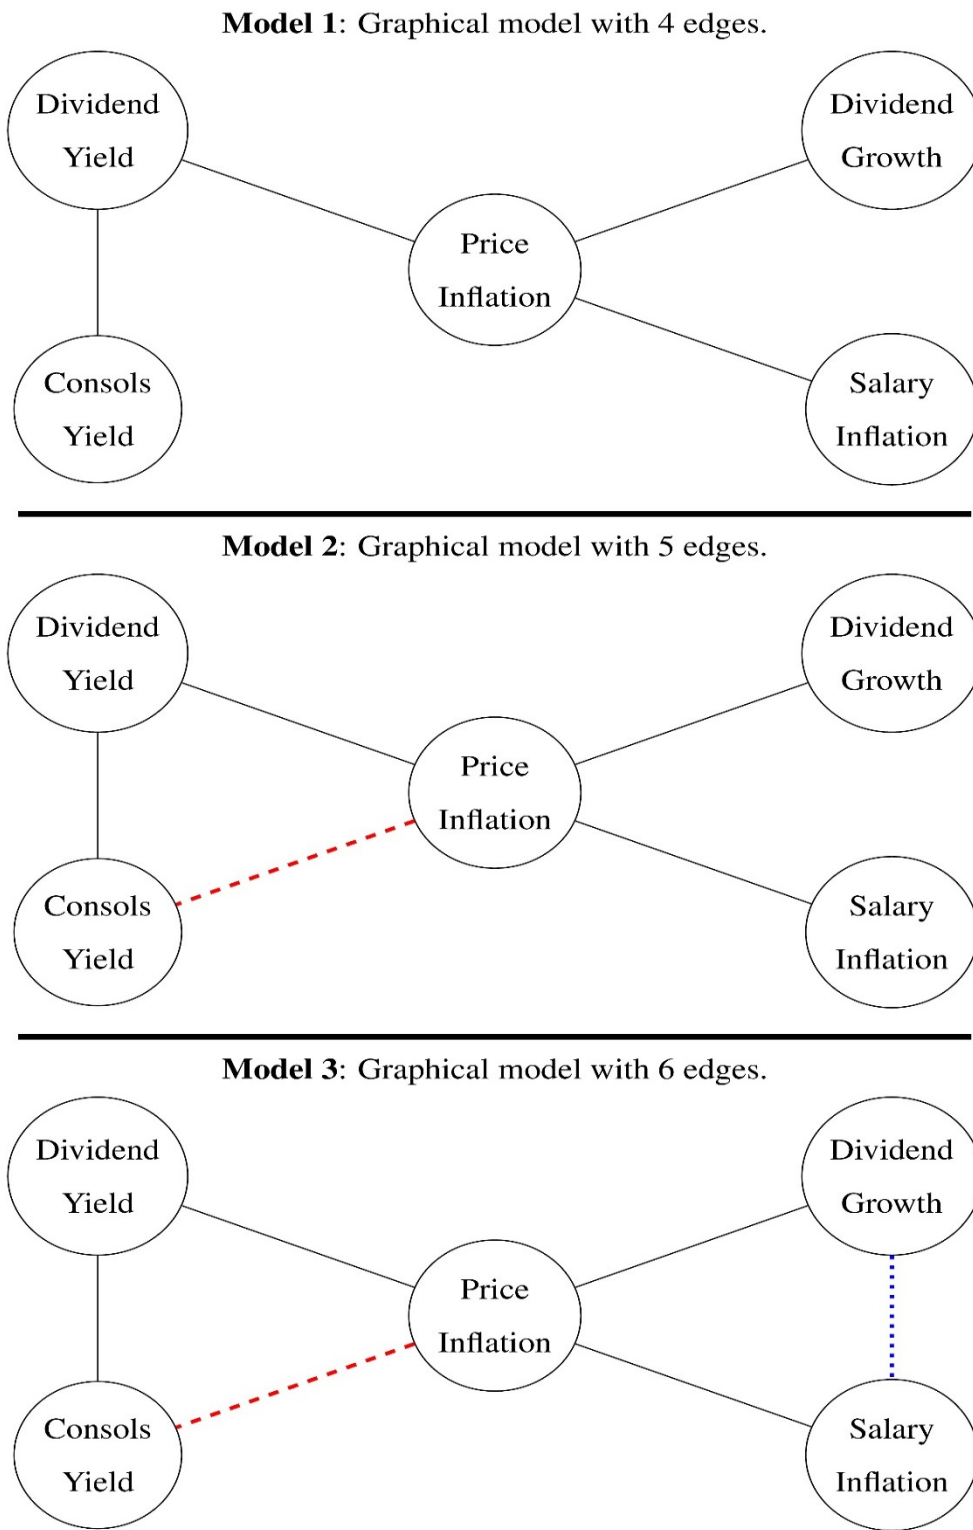 Model 1: Graphical model with 4 edges.
Dividend
Yield
Dividend
Growth
Price
Inflation
Consols
Yield
Salary
Inflation
Model 2: Graphical model with 5 edges.
Dividend
Yield
Dividend
Growth
Price
Inflation
Consols
Yield
Salary
Inflation
Model 3: Graphical model with 6 edges.
Dividend
Yield
Dividend
Growth
Price
Inflation
Consols
Yield
Salary
Inflation